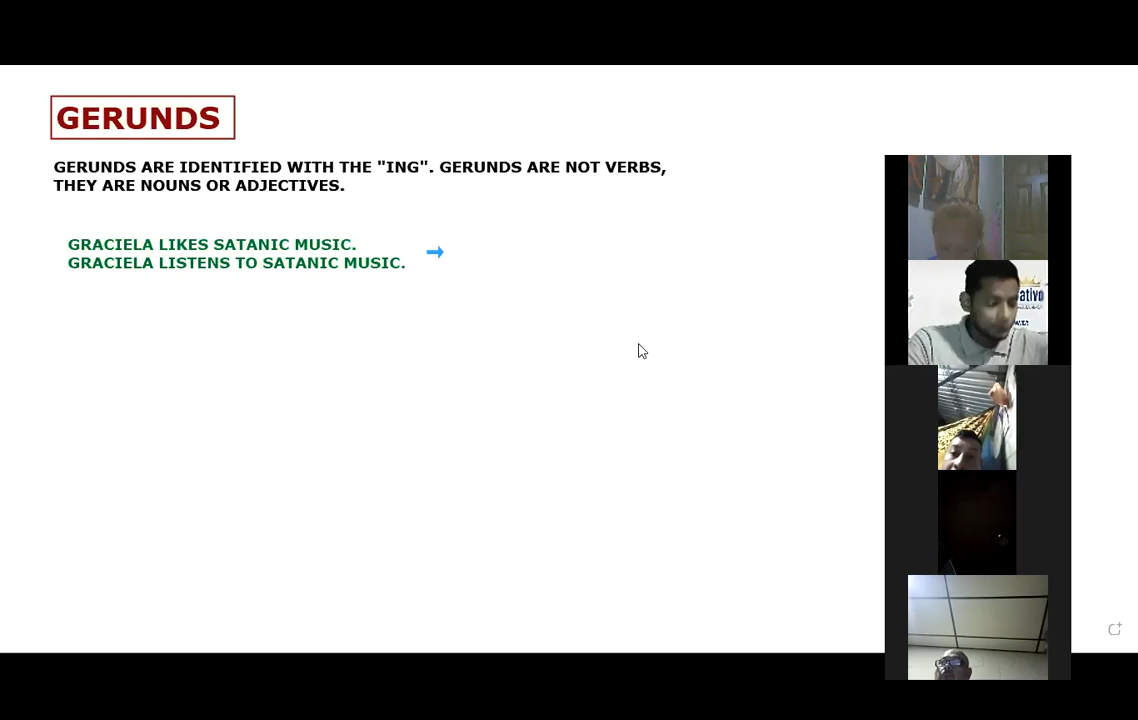 GERUNDS
GERUNDS ARE IDENTIFIED WITH THE "ING". GERUNDS ARE NOT VERBS,
THEY ARE NOUNS OR ADJECTIVES.
GRACIELA LIKES SATANIC MUSIC.
GRACIELA LISTENS TO SATANIC MUSIC.
ativo